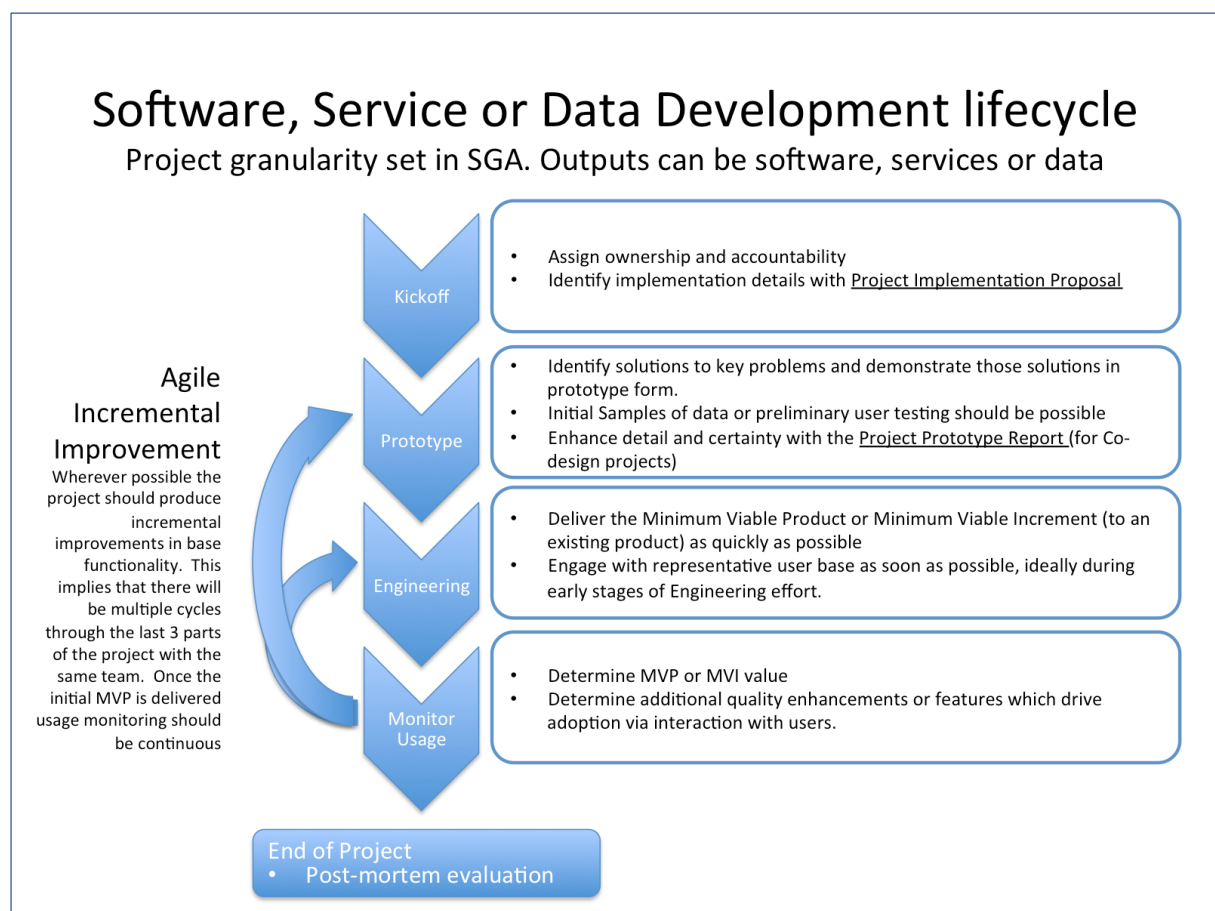 Software, Service or Data Development lifecycle
Project granularity set in SGA. Outputs can be software, services or data
Kickoff
• Assign ownership and accountability
• Identify implementation details with Project Implementation Proposal
Agile
Incremental
Improvement
Wherever possible the
project should produce
incremental
improvements in base
functionality. This
implies that there will
be multiple cycles
through the last 3 parts
of the project with the
same team. Once the
initial MVP is delivered
usage monitoring should
be continuous
Prototype
• Identify solutions to key problems and demonstrate those solutions in
prototype form.
• Initial Samples of data or preliminary user testing should be possible
• Enhance detail and certainty with the Project Prototype Report (for Co-
design projects)
Engineering
• Deliver the Minimum Viable Product or Minimum Viable Increment (to an
existing product) as quickly as possible
• Engage with representative user base as soon as possible, ideally during
early stages of Engineering effort.
Monitor
Usage
• Determine MVP or MVI value
• Determine additional quality enhancements or features which drive
adoption via interaction with users.
End of Project
• Post-mortem evaluation